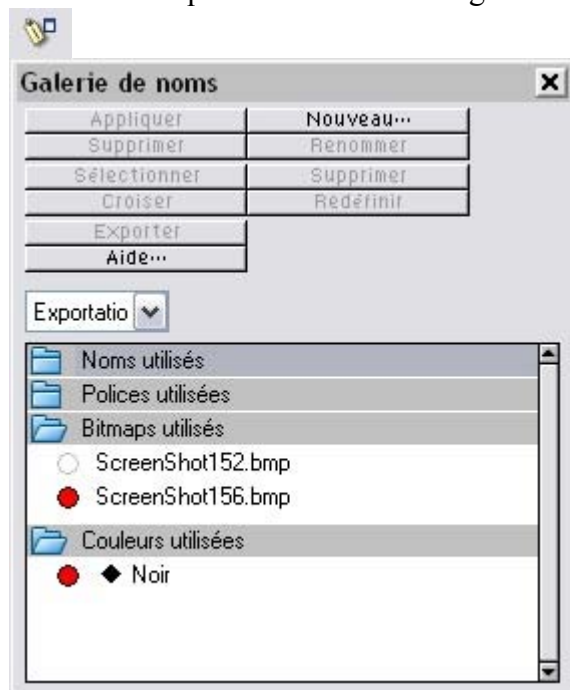 Galerie de noms
Appliquer Nouveau...
Supprimer Renommer
Sélectionner Supprimer
Croiser Redéfinir
Exporter
Aide...
Exportatio
Noms utilisés
Polices utilisées
Bitmaps utilisés
ScreenShot152.bmp
ScreenShot156.bmp
Couleurs utilisées
Noir